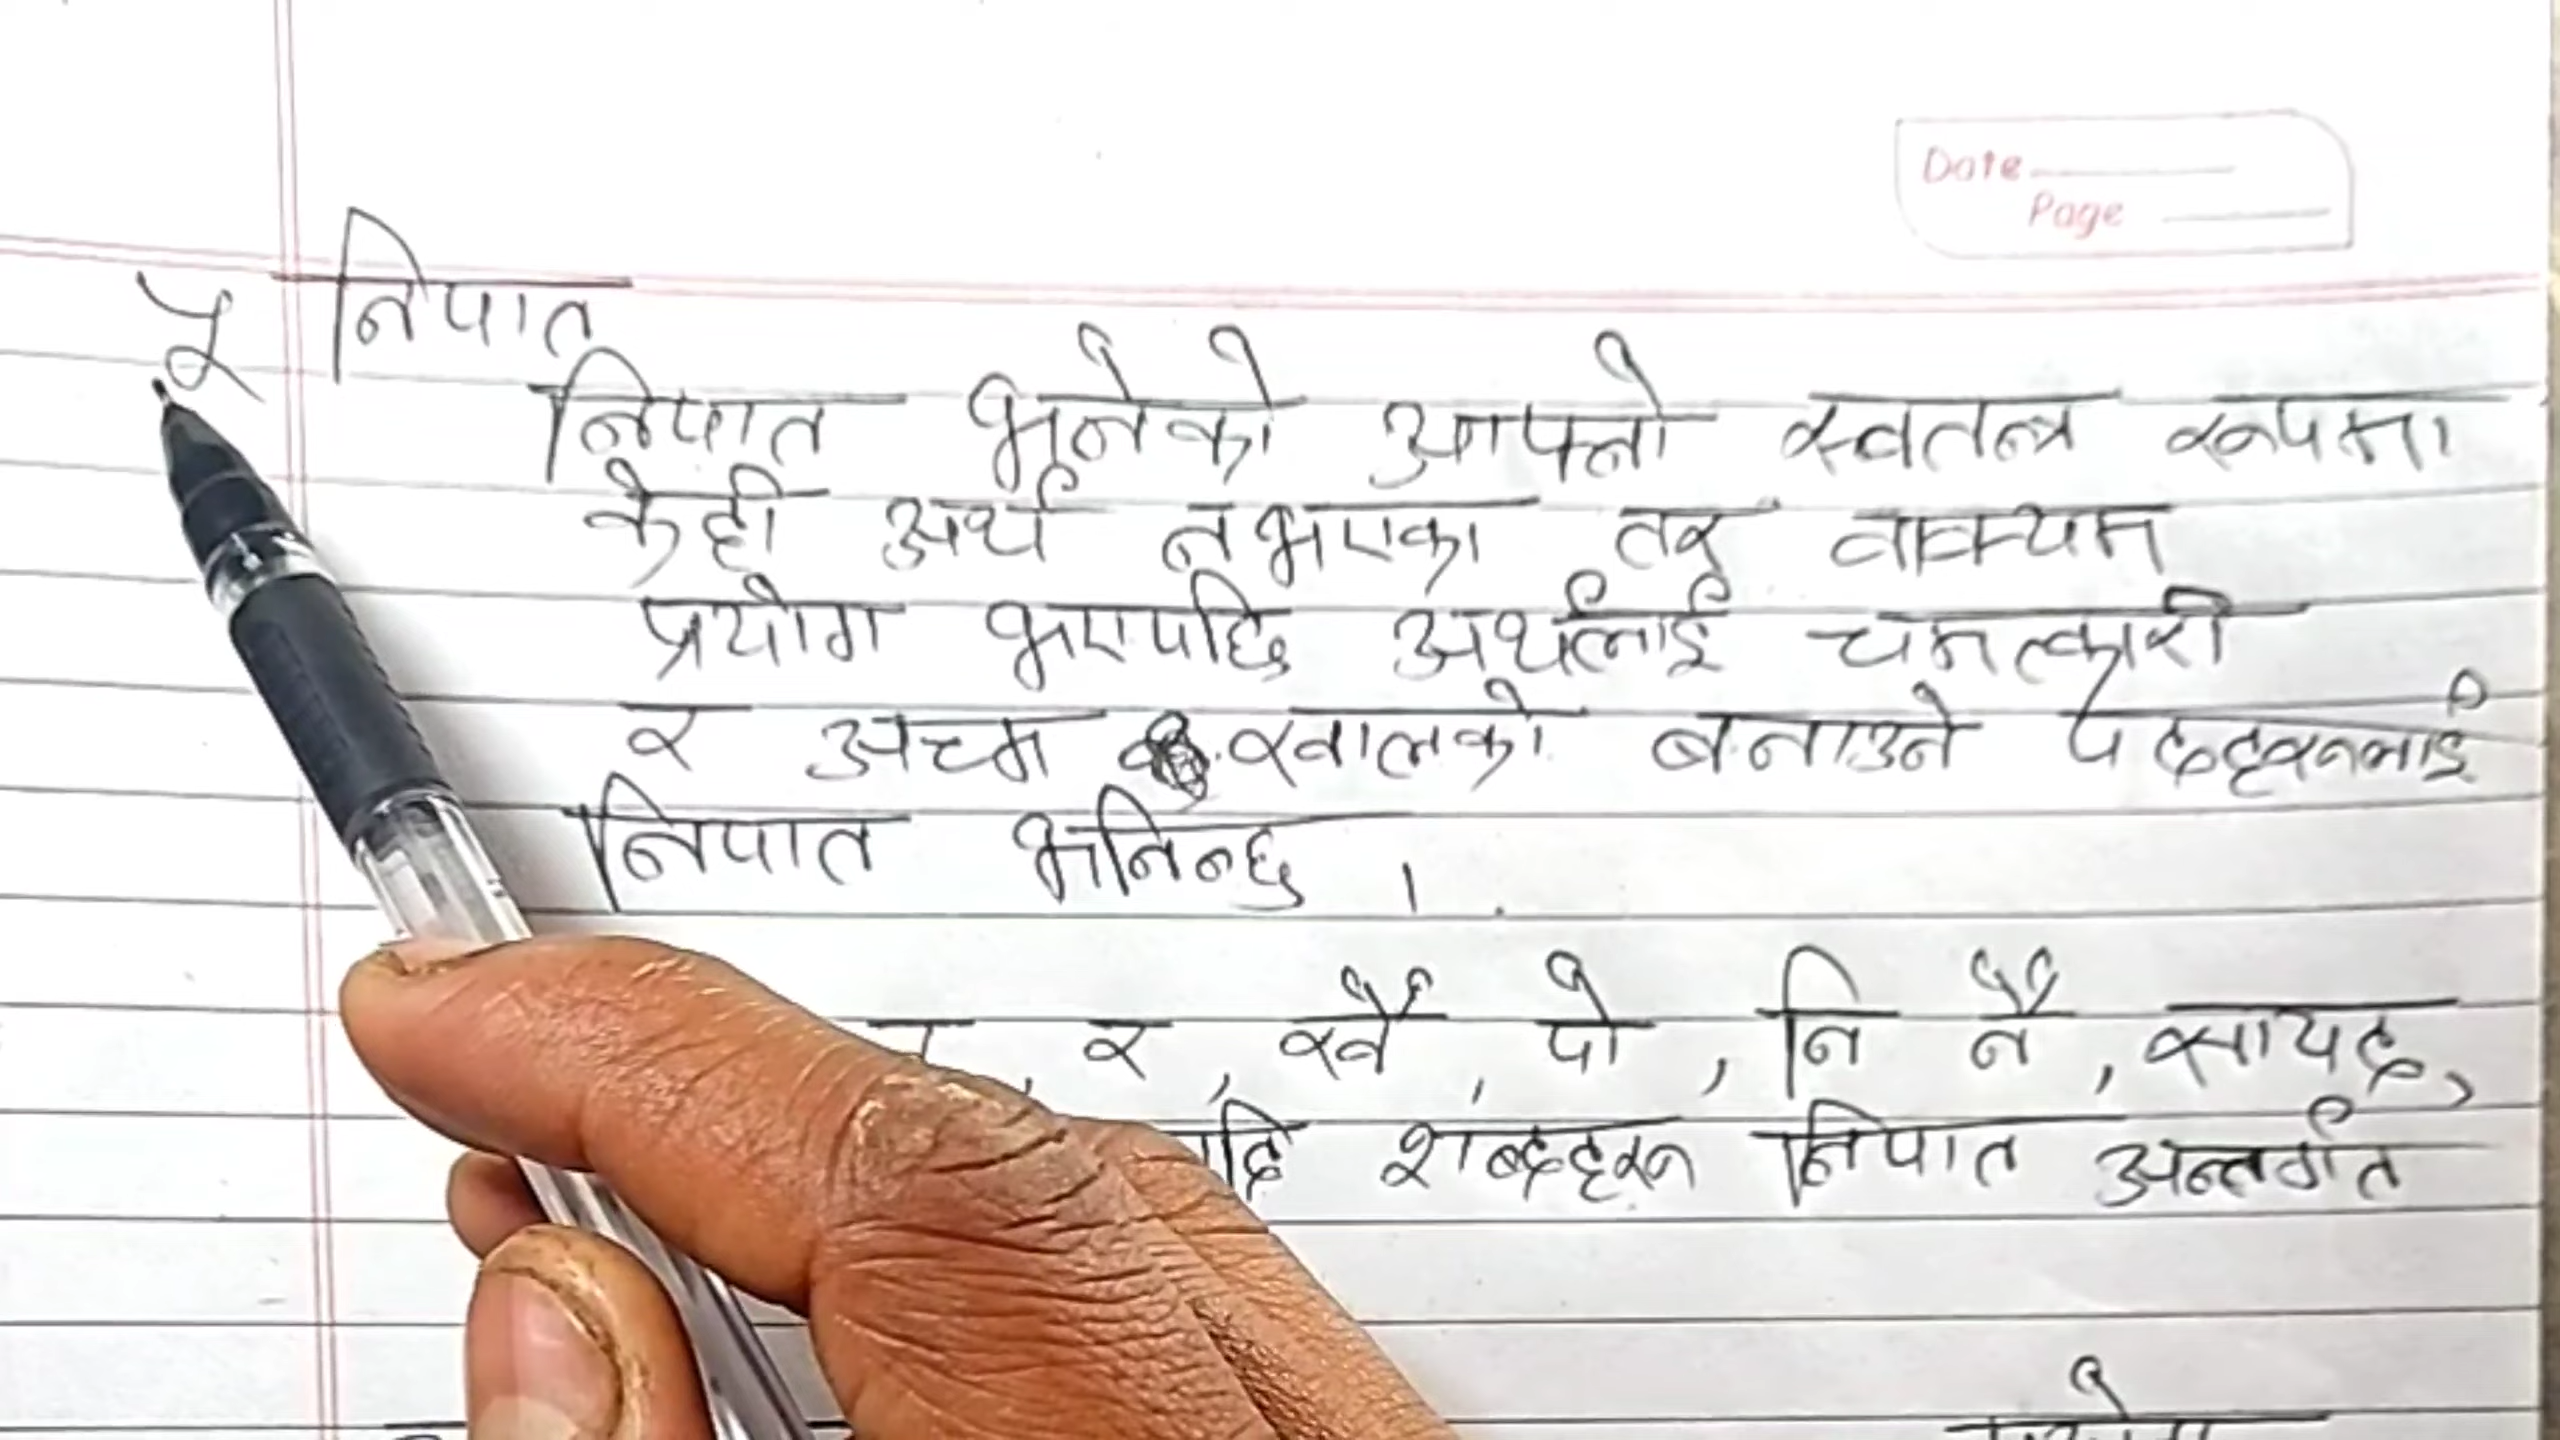 Date
Page
५ निपात
निपात भनेको आफ्नो स्वतन्त्र रूपमा
केही अर्थ नभएका तर वाक्यम
प्रयोग भएपछि अर्थलाई चमत्कारी
र अचम्म खालको बनाउने पदहरूलाई
निपात भनिन्छ ।
, र , खै , पो , नि नै , सायद ,
शब्दहरू निपात अन्तर्गत